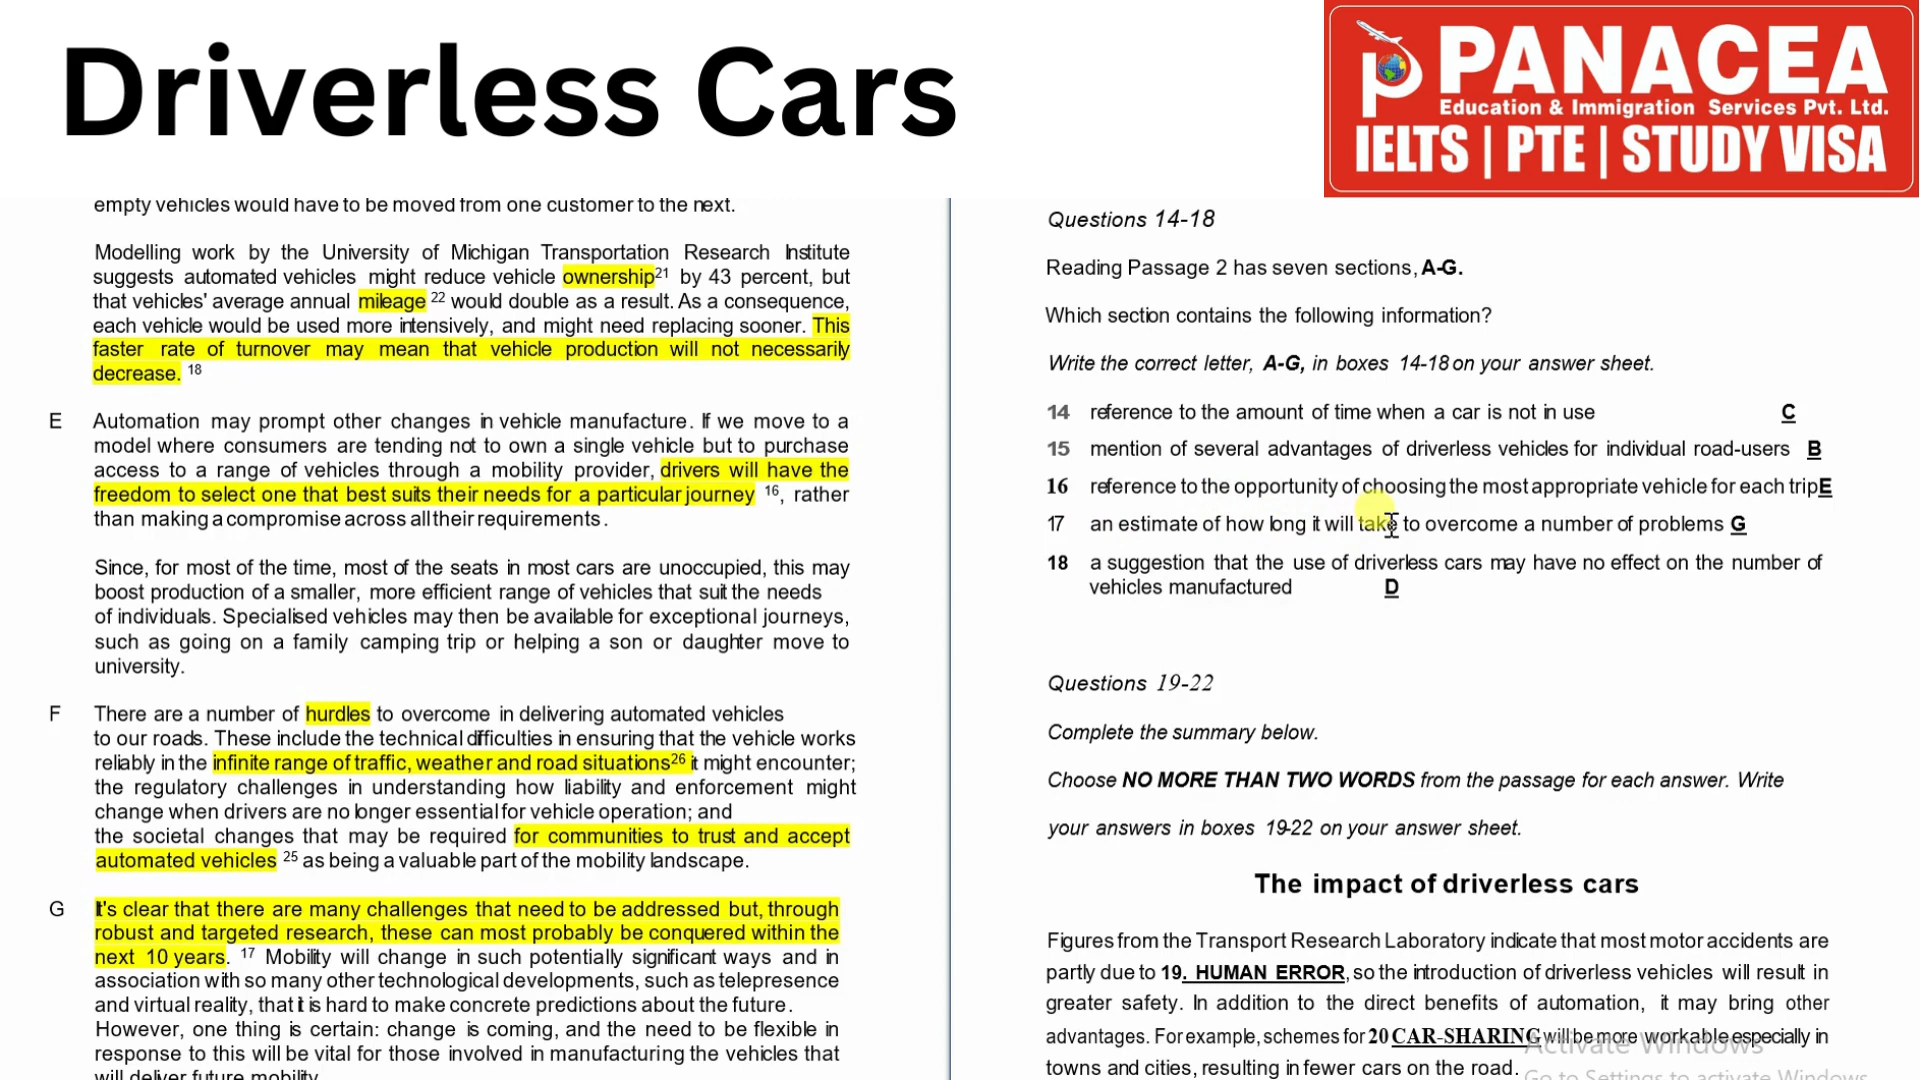 Driverless Cars
PANACEA
Education & Immigration Services Pvt. Ltd.
IELTS | PTE | STUDY VISA
empty vehicles would have to be moved from one customer to the next.
Modelling work by the University of Michigan Transportation Research Institute
suggests automated vehicles might reduce vehicle ownership21 by 43 percent, but
that vehicles' average annual mileage 22 would double as a result. As a consequence,
each vehicle would be used more intensively, and might need replacing sooner. This
faster rate of turnover may mean that vehicle production will not necessarily
decrease. 18
E Automation may prompt other changes in vehicle manufacture. If we move to a
model where consumers are tending not to own a single vehicle but to purchase
access to a range of vehicles through a mobility provider, drivers will have the
freedom to select one that best suits their needs for a particular journey 16, rather
than making a compromise across all their requirements.
Since, for most of the time, most of the seats in most cars are unoccupied, this may
boost production of a smaller, more efficient range of vehicles that suit the needs
of individuals. Specialised vehicles may then be available for exceptional journeys,
such as going on a family camping trip or helping a son or daughter move to
university.
F There are a number of hurdles to overcome in delivering automated vehicles
to our roads. These include the technical difficulties in ensuring that the vehicle works
reliably in the infinite range of traffic, weather and road situations26 it might encounter;
the regulatory challenges in understanding how liability and enforcement might
change when drivers are no longer essential for vehicle operation; and
the societal changes that may be required for communities to trust and accept
automated vehicles 25 as being a valuable part of the mobility landscape.
G It's clear that there are many challenges that need to be addressed but, through
robust and targeted research, these can most probably be conquered within the
next 10 years. 17 Mobility will change in such potentially significant ways and in
association with so many other technological developments, such as telepresence
and virtual reality, that it is hard to make concrete predictions about the future.
However, one thing is certain: change is coming, and the need to be flexible in
response to this will be vital for those involved in manufacturing the vehicles that
will deliver future mobility.
Questions 14-18
Reading Passage 2 has seven sections, A-G.
Which section contains the following information?
Write the correct letter, A-G, in boxes 14-18 on your answer sheet.
14 reference to the amount of time when a car is not in use C
15 mention of several advantages of driverless vehicles for individual road-users B
16 reference to the opportunity of choosing the most appropriate vehicle for each trip E
17 an estimate of how long it will take to overcome a number of problems G
18 a suggestion that the use of driverless cars may have no effect on the number of
vehicles manufactured D
Questions 19-22
Complete the summary below.
Choose NO MORE THAN TWO WORDS from the passage for each answer. Write
your answers in boxes 19-22 on your answer sheet.
The impact of driverless cars
Figures from the Transport Research Laboratory indicate that most motor accidents are
partly due to 19. HUMAN ERROR, so the introduction of driverless vehicles will result in
greater safety. In addition to the direct benefits of automation, it may bring other
advantages. For example, schemes for 20 CAR-SHARING will be more workable especially in
towns and cities, resulting in fewer cars on the road.
Activate Windows
Go to Settings to activate Windows.